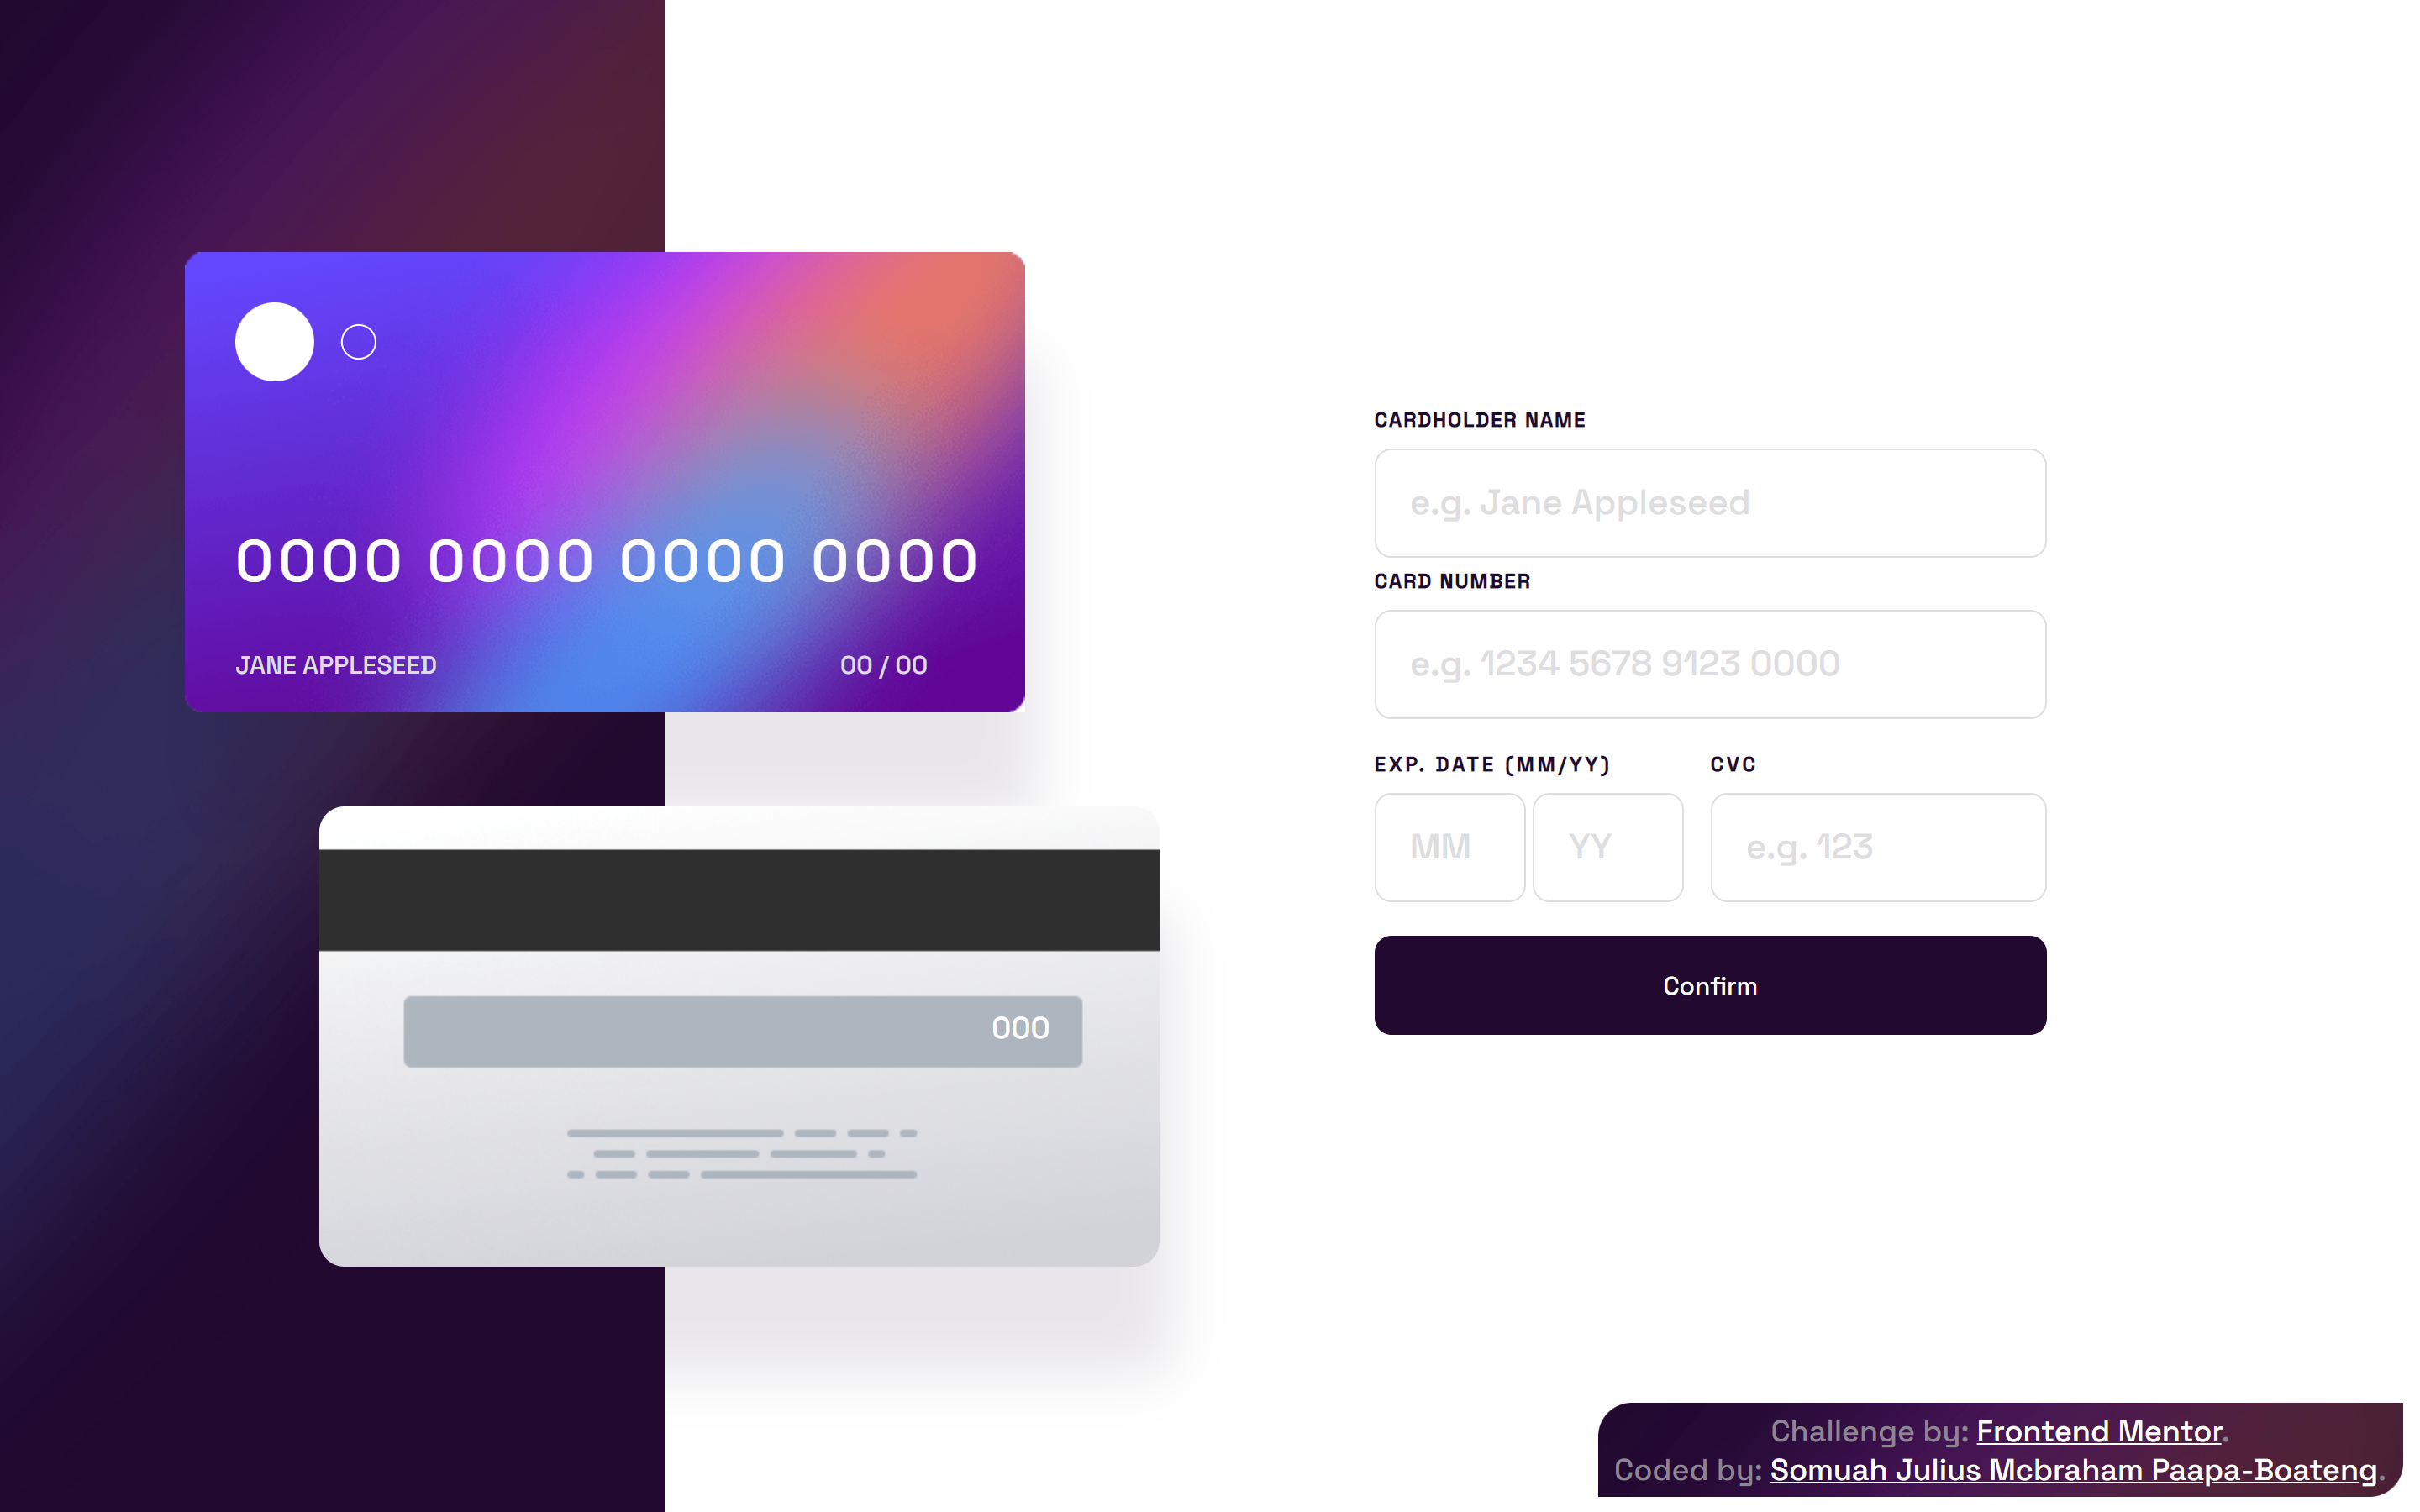 0000 0000 0000 0000
JANE APPLESEED 00 / 00
000
CARDHOLDER NAME
e.g. Jane Appleseed
CARD NUMBER
e.g. 1234 5678 9123 0000
EXP. DATE (MM/YY) CVC
MM YY e.g. 123
Confirm
Challenge by: Frontend Mentor.
Coded by: Somuah Julius Mcbraham Paapa-Boateng.